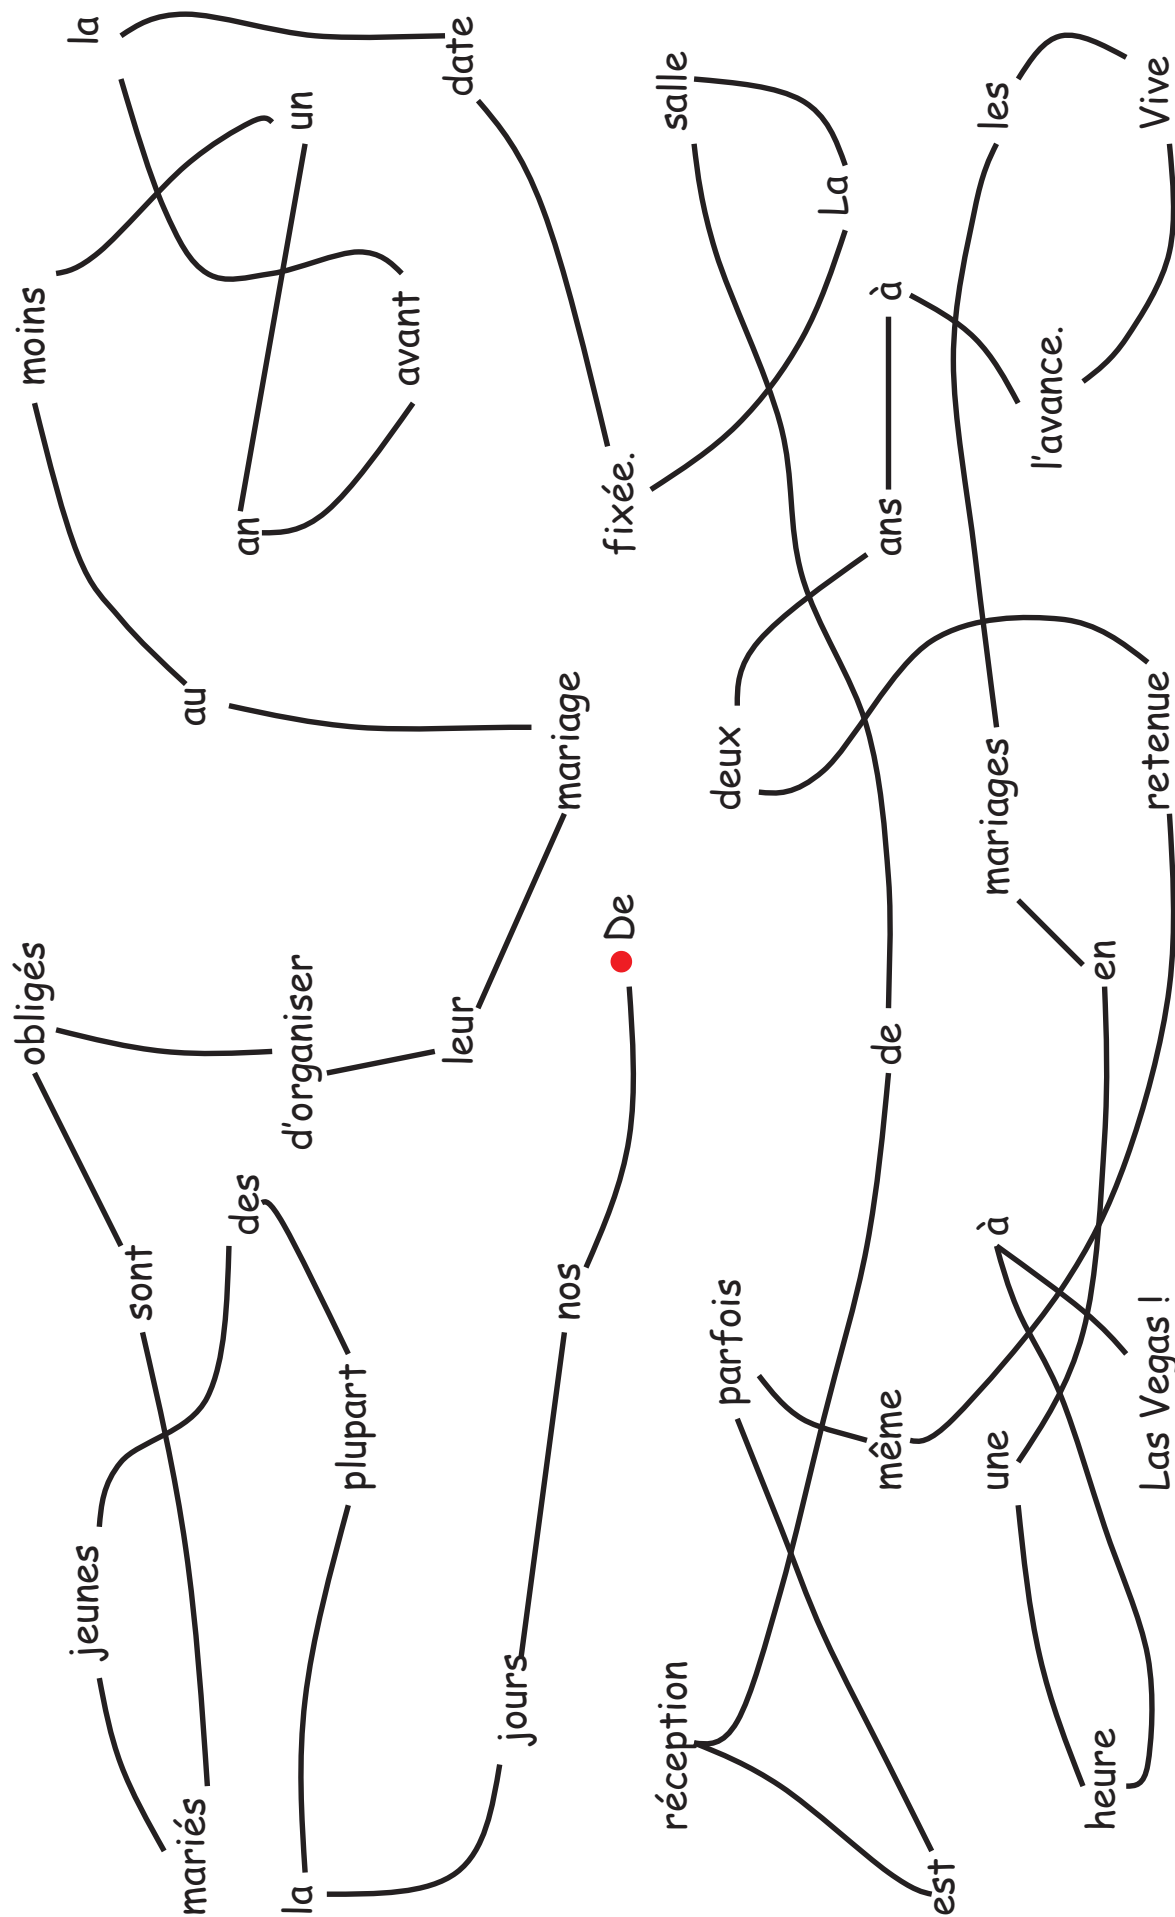 De
nos
jours
la
plupart
des
jeunes
mariés
sont
obligés
d'organiser
leur
mariage
au
moins
un
an
avant
la
date
fixée.
La
salle
de
réception
est
parfois
même
retenue
deux
ans
à
l'avance.
Vive
les
mariages
en
une
heure
à
Las Vegas !